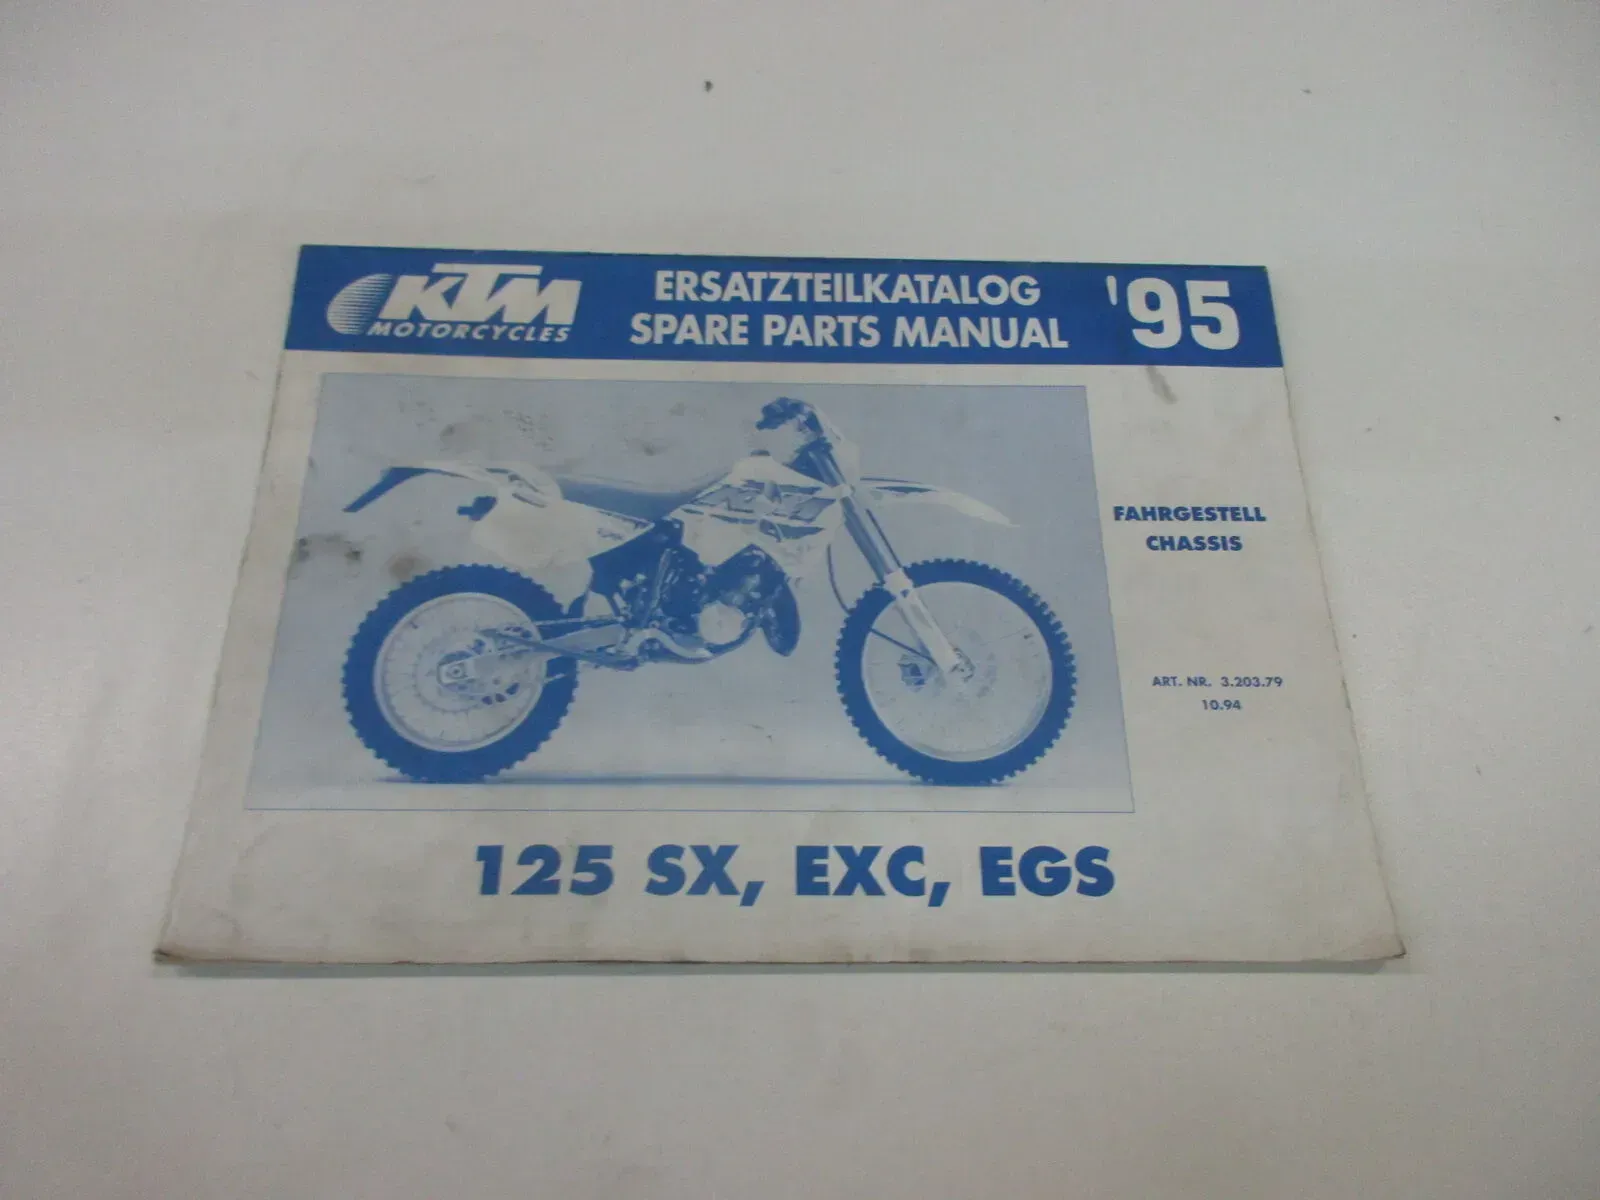 KTM
MOTORCYCLES
ERSATZTEILKATALOG
SPARE PARTS MANUAL
'95
FAHRGESTELL
CHASSIS
ART. NR. 3.203.79
10.94
125 SX, EXC, EGS